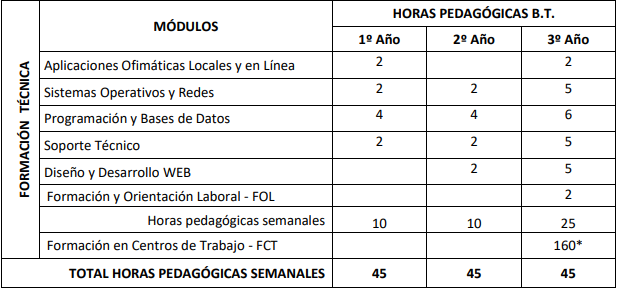 FORMACIÓN TÉCNICA
MÓDULOS HORAS PEDAGÓGICAS B.T.
1º Año 2º Año 3º Año
Aplicaciones Ofimáticas Locales y en Línea 2 2
Sistemas Operativos y Redes 2 2 5
Programación y Bases de Datos 4 4 6
Soporte Técnico 2 2 5
Diseño y Desarrollo WEB 2 5
Formación y Orientación Laboral - FOL 2
Horas pedagógicas semanales 10 10 25
Formación en Centros de Trabajo - FCT 160*
TOTAL HORAS PEDAGÓGICAS SEMANALES 45 45 45